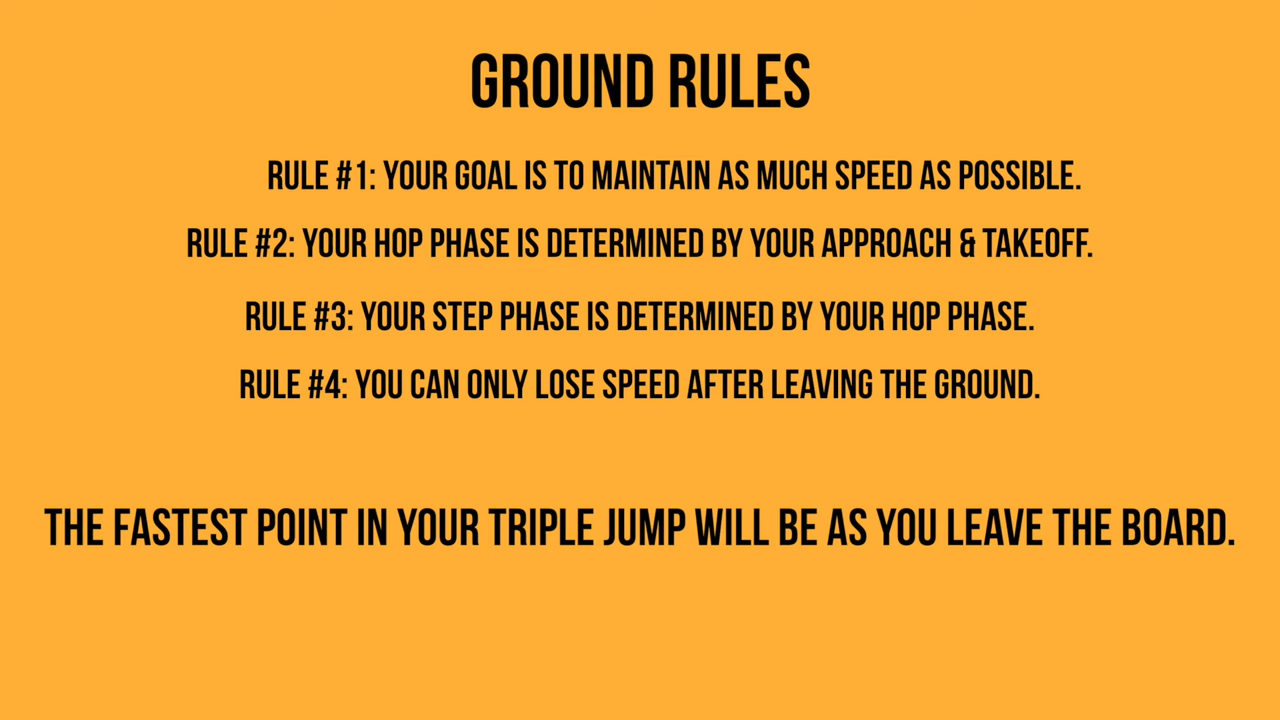 GROUND RULES
RULE #1: YOUR GOAL IS TO MAINTAIN AS MUCH SPEED AS POSSIBLE.
RULE #2: YOUR HOP PHASE IS DETERMINED BY YOUR APPROACH & TAKEOFF.
RULE #3: YOUR STEP PHASE IS DETERMINED BY YOUR HOP PHASE.
RULE #4: YOU CAN ONLY LOSE SPEED AFTER LEAVING THE GROUND.
THE FASTEST POINT IN YOUR TRIPLE JUMP WILL BE AS YOU LEAVE THE BOARD.